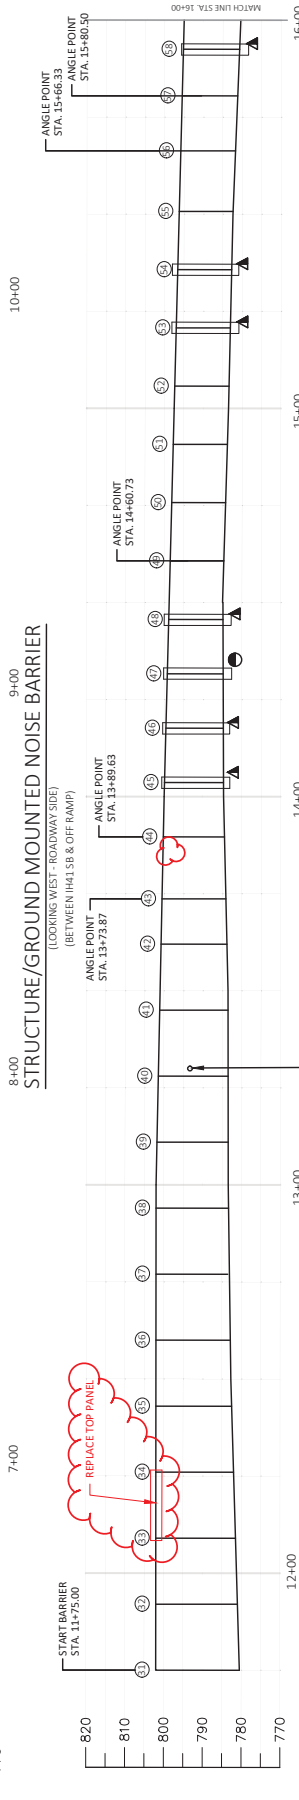 7+00
8+00
9+00
10+00
STRUCTURE/GROUND MOUNTED NOISE BARRIER
(LOOKING WEST - ROADWAY SIDE)
(BETWEEN IH41 SB & OFF RAMP)
START BARRIER
STA. 11+75.00
REPLACE TOP PANEL
ANGLE POINT
STA. 13+73.87
ANGLE POINT
STA. 13+89.63
ANGLE POINT
STA. 14+60.73
ANGLE POINT
STA. 15+66.33
ANGLE POINT
STA. 15+80.50
31
32
33
34
35
36
37
38
39
40
41
42
43
44
45
46
47
48
49
50
51
52
53
54
55
56
57
58
820
810
800
790
780
770
MATCH LINE STA. 16+00
12+00
13+00
14+00
15+00
16+00